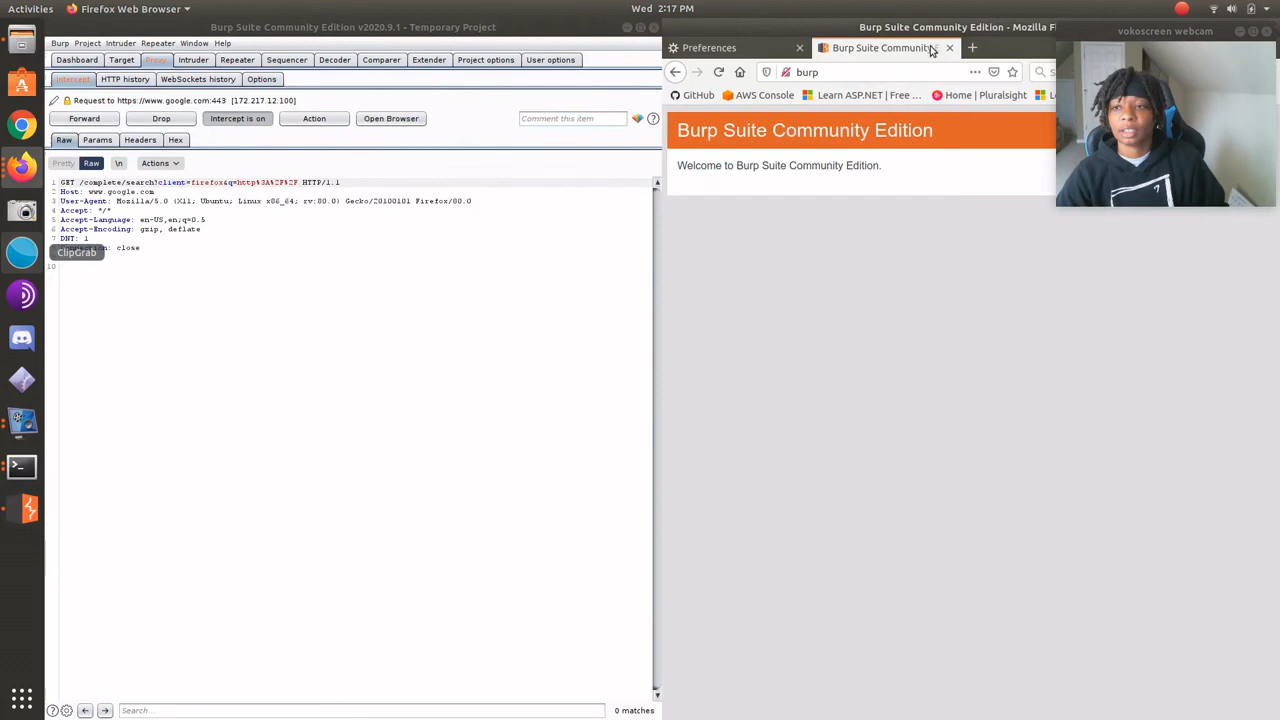 Activities Firefox Web Browser Wed, 2:17 PM
Burp Suite Community Edition v2020.9.1 - Temporary Project
Burp Project Intruder Repeater Window Help
Dashboard Target Proxy Intruder Repeater Sequencer Decoder Comparer Extender Project options User options
Intercept HTTP history WebSockets history Options
Request to https://www.google.com:443 [172.217.12.100]
Forward Drop Intercept is on Action Open Browser Comment this item ?
Raw Params Headers Hex
Pretty Raw \n Actions
1 GET /complete/search?client=firefox&q=http%3A%2F%2F HTTP/1.1
2 Host: www.google.com
3 User-Agent: Mozilla/5.0 (X11; Ubuntu; Linux x86_64; rv:80.0) Gecko/20100101 Firefox/80.0
4 Accept: */*
5 Accept-Language: en-US,en;q=0.5
6 Accept-Encoding: gzip, deflate
7 DNT: 1
close
ClipGrab
10
? Search... 0 matches
Burp Suite Community Edition - Mozilla Fi
vokoscreen webcam
Preferences Burp Suite Community
burp
GitHub AWS Console Learn ASP.NET | Free ... Home | Pluralsight
Burp Suite Community Edition
Welcome to Burp Suite Community Edition.